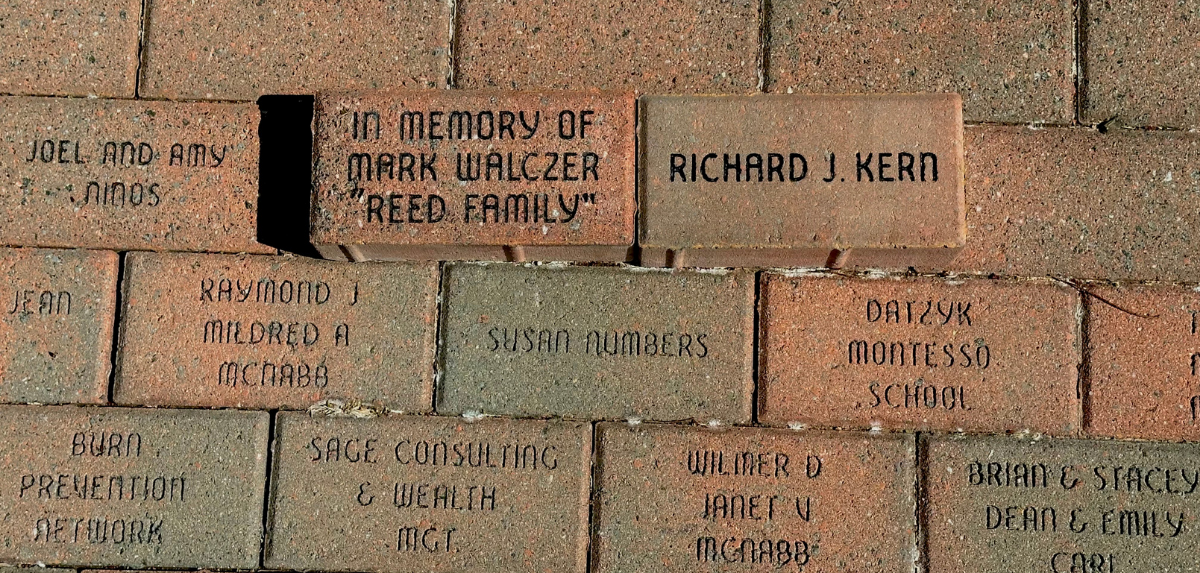 JOEL AND AMY
NINOS
IN MEMORY OF
MARK WALCZER
"REED FAMILY"
RICHARD J. KERN
JEAN
RAYMOND J
MILDRED A
MCNABB
SUSAN NUMBERS
DATZYK
MONTESSO
SCHOOL
BURN
PREVENTION
NETWORK
SAGE CONSULTING
& WEALTH
MGT.
WILMER D
JANET V
MCNABB
BRIAN & STACEY
DEAN & EMILY
CARL